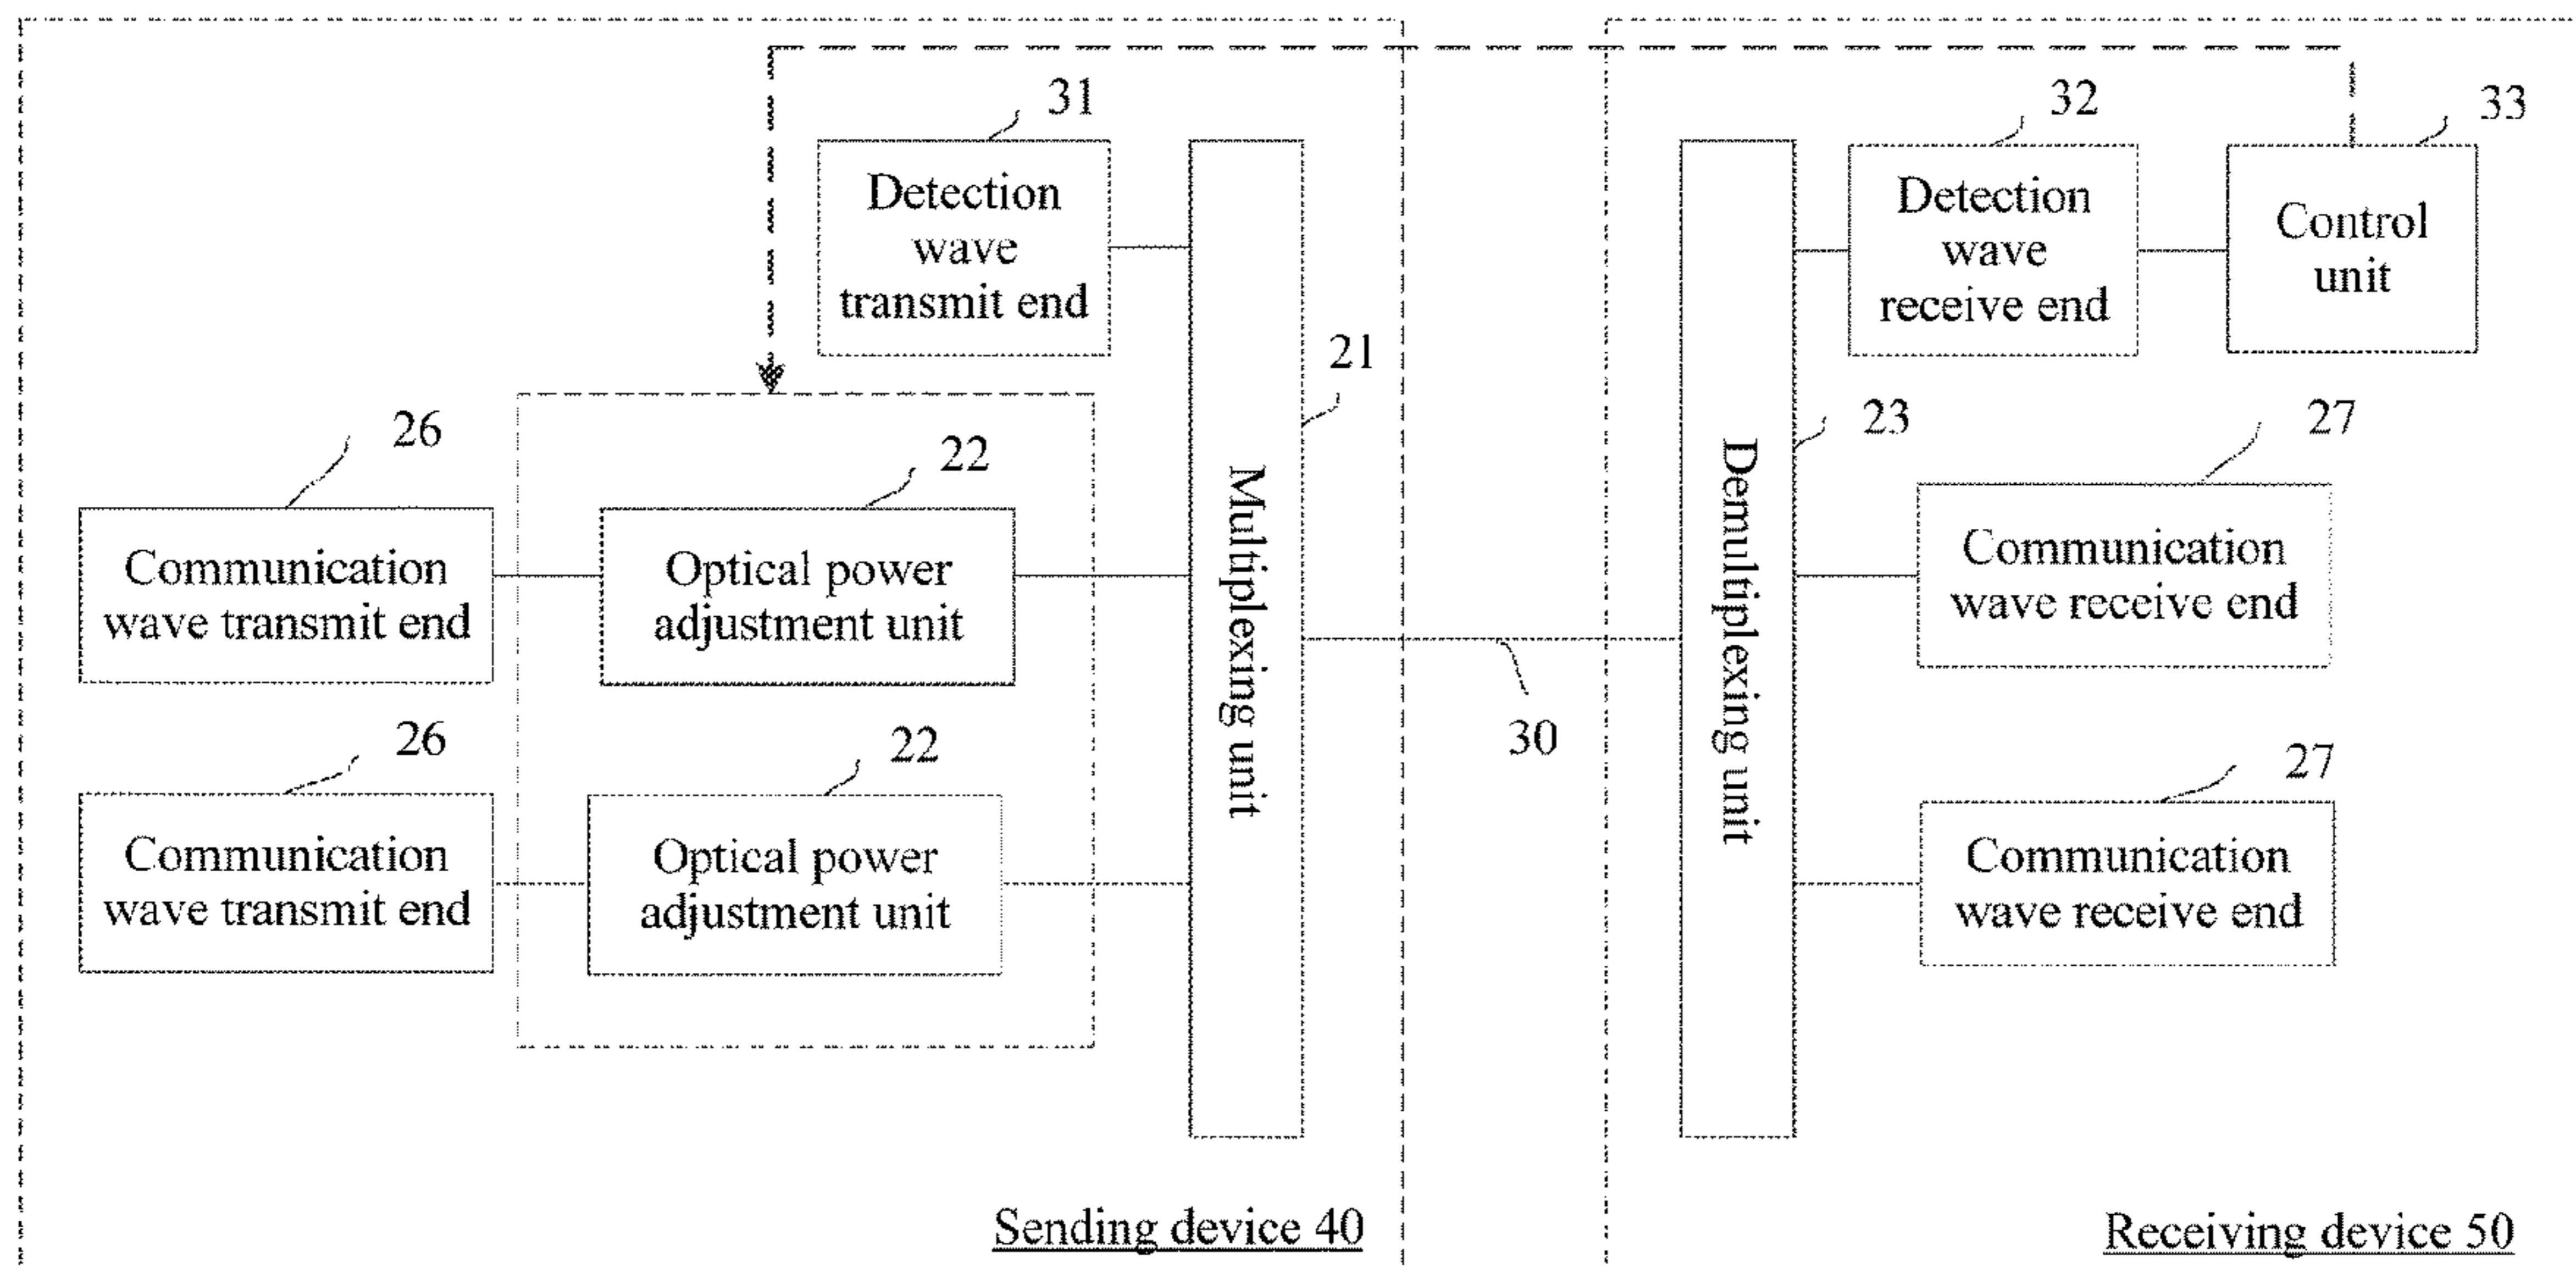 31
Detection
wave
transmit end
32
Detection
wave
receive end
33
Control
unit
21
Multiplexing unit
23
Demultiplexing unit
26
Communication
wave transmit end
22
Optical power
adjustment unit
27
Communication
wave receive end
30
26
Communication
wave transmit end
22
Optical power
adjustment unit
27
Communication
wave receive end
Sending device 40
Receiving device 50